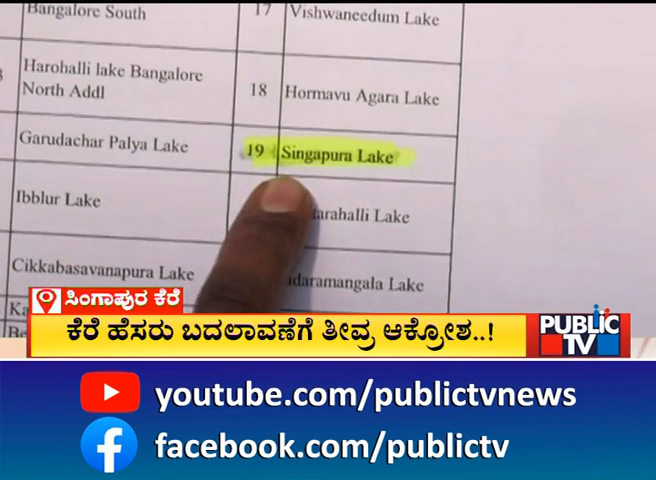 Bangalore South 17 Vishwaneedum Lake
Harohalli lake Bangalore
North Addl
18 Hormavu Agara Lake
Garudachar Palya Lake 19 Singapura Lake
Ibblur Lake
Cikkabasavanapura Lake
ಸಿಂಗಾಪುರ ಕೆರೆ
ಕೆರೆ ಹೆಸರು ಬದಲಾವಣೆಗೆ ತೀವ್ರ ಆಕ್ರೋಶ..!
PUBLIC
TV
youtube.com/publictvnews
facebook.com/publictv